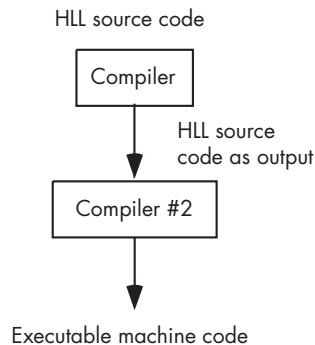 HLL source code
Compiler
HLL source
code as output
Compiler #2
Executable machine code